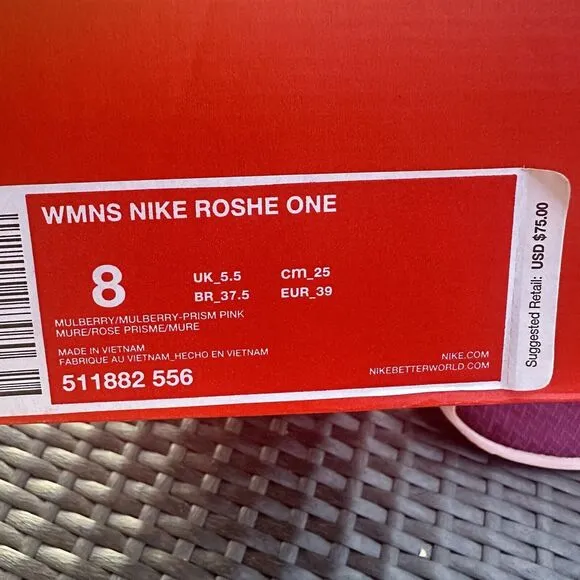 WMNS NIKE ROSHE ONE
8
UK_5.5 cm_25
BR_37.5 EUR_39
MULBERRY/MULBERRY-PRISM PINK
MURE/ROSE PRISME/MURE
MADE IN VIETNAM
FABRIQUE AU VIETNAM_HECHO EN VIETNAM
511882 556
NIKE.COM
NIKEBETTERWORLD.COM
Suggested Retail: USD $75.00